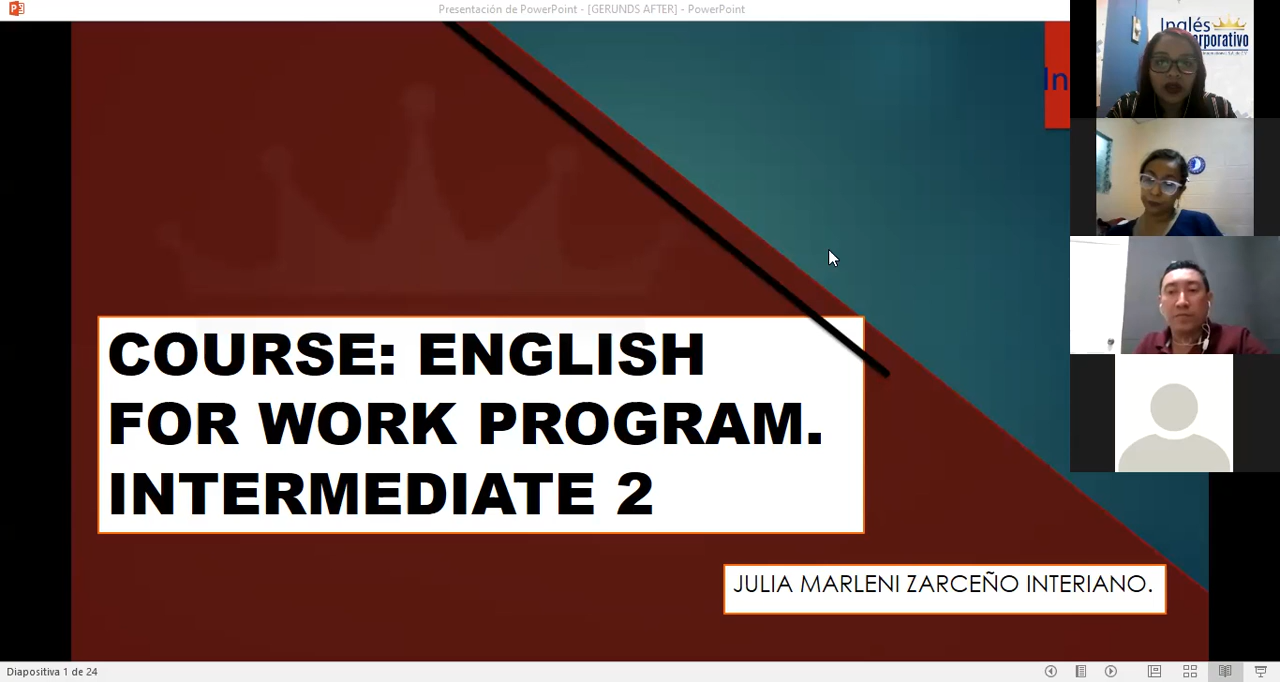 Presentación de PowerPoint - [GERUNDS AFTER] - PowerPoint
Inglés
orporativo
In
COURSE: ENGLISH
FOR WORK PROGRAM.
INTERMEDIATE 2
JULIA MARLENI ZARCEÑO INTERIANO.
Diapositiva 1 de 24